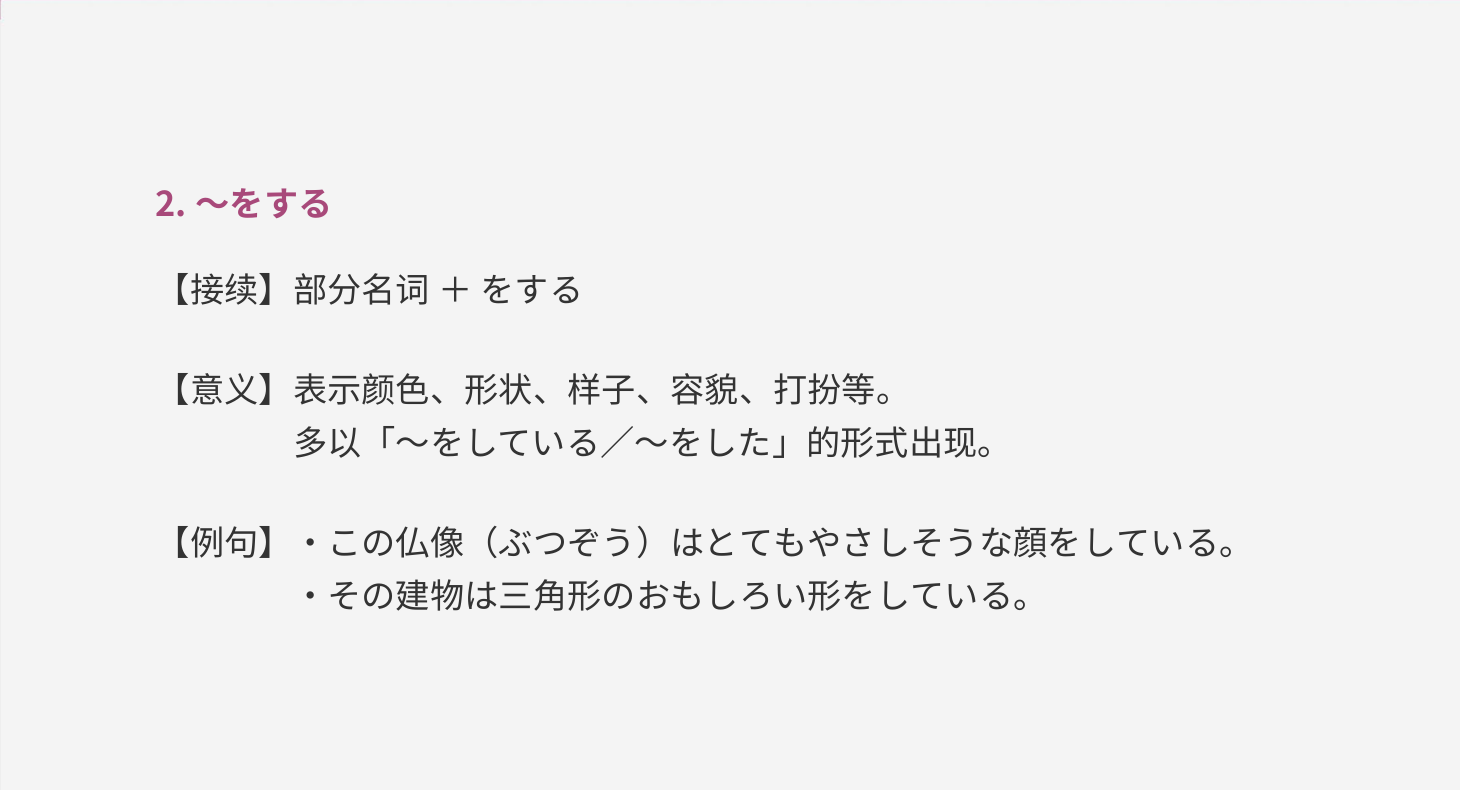 2. ～をする
【接续】部分名词 ＋ をする
【意义】表示颜色、形状、样子、容貌、打扮等。
多以「～をしている／～をした」的形式出现。
【例句】・この仏像（ぶつぞう）はとてもやさしそうな顔をしている。
・その建物は三角形のおもしろい形をしている。